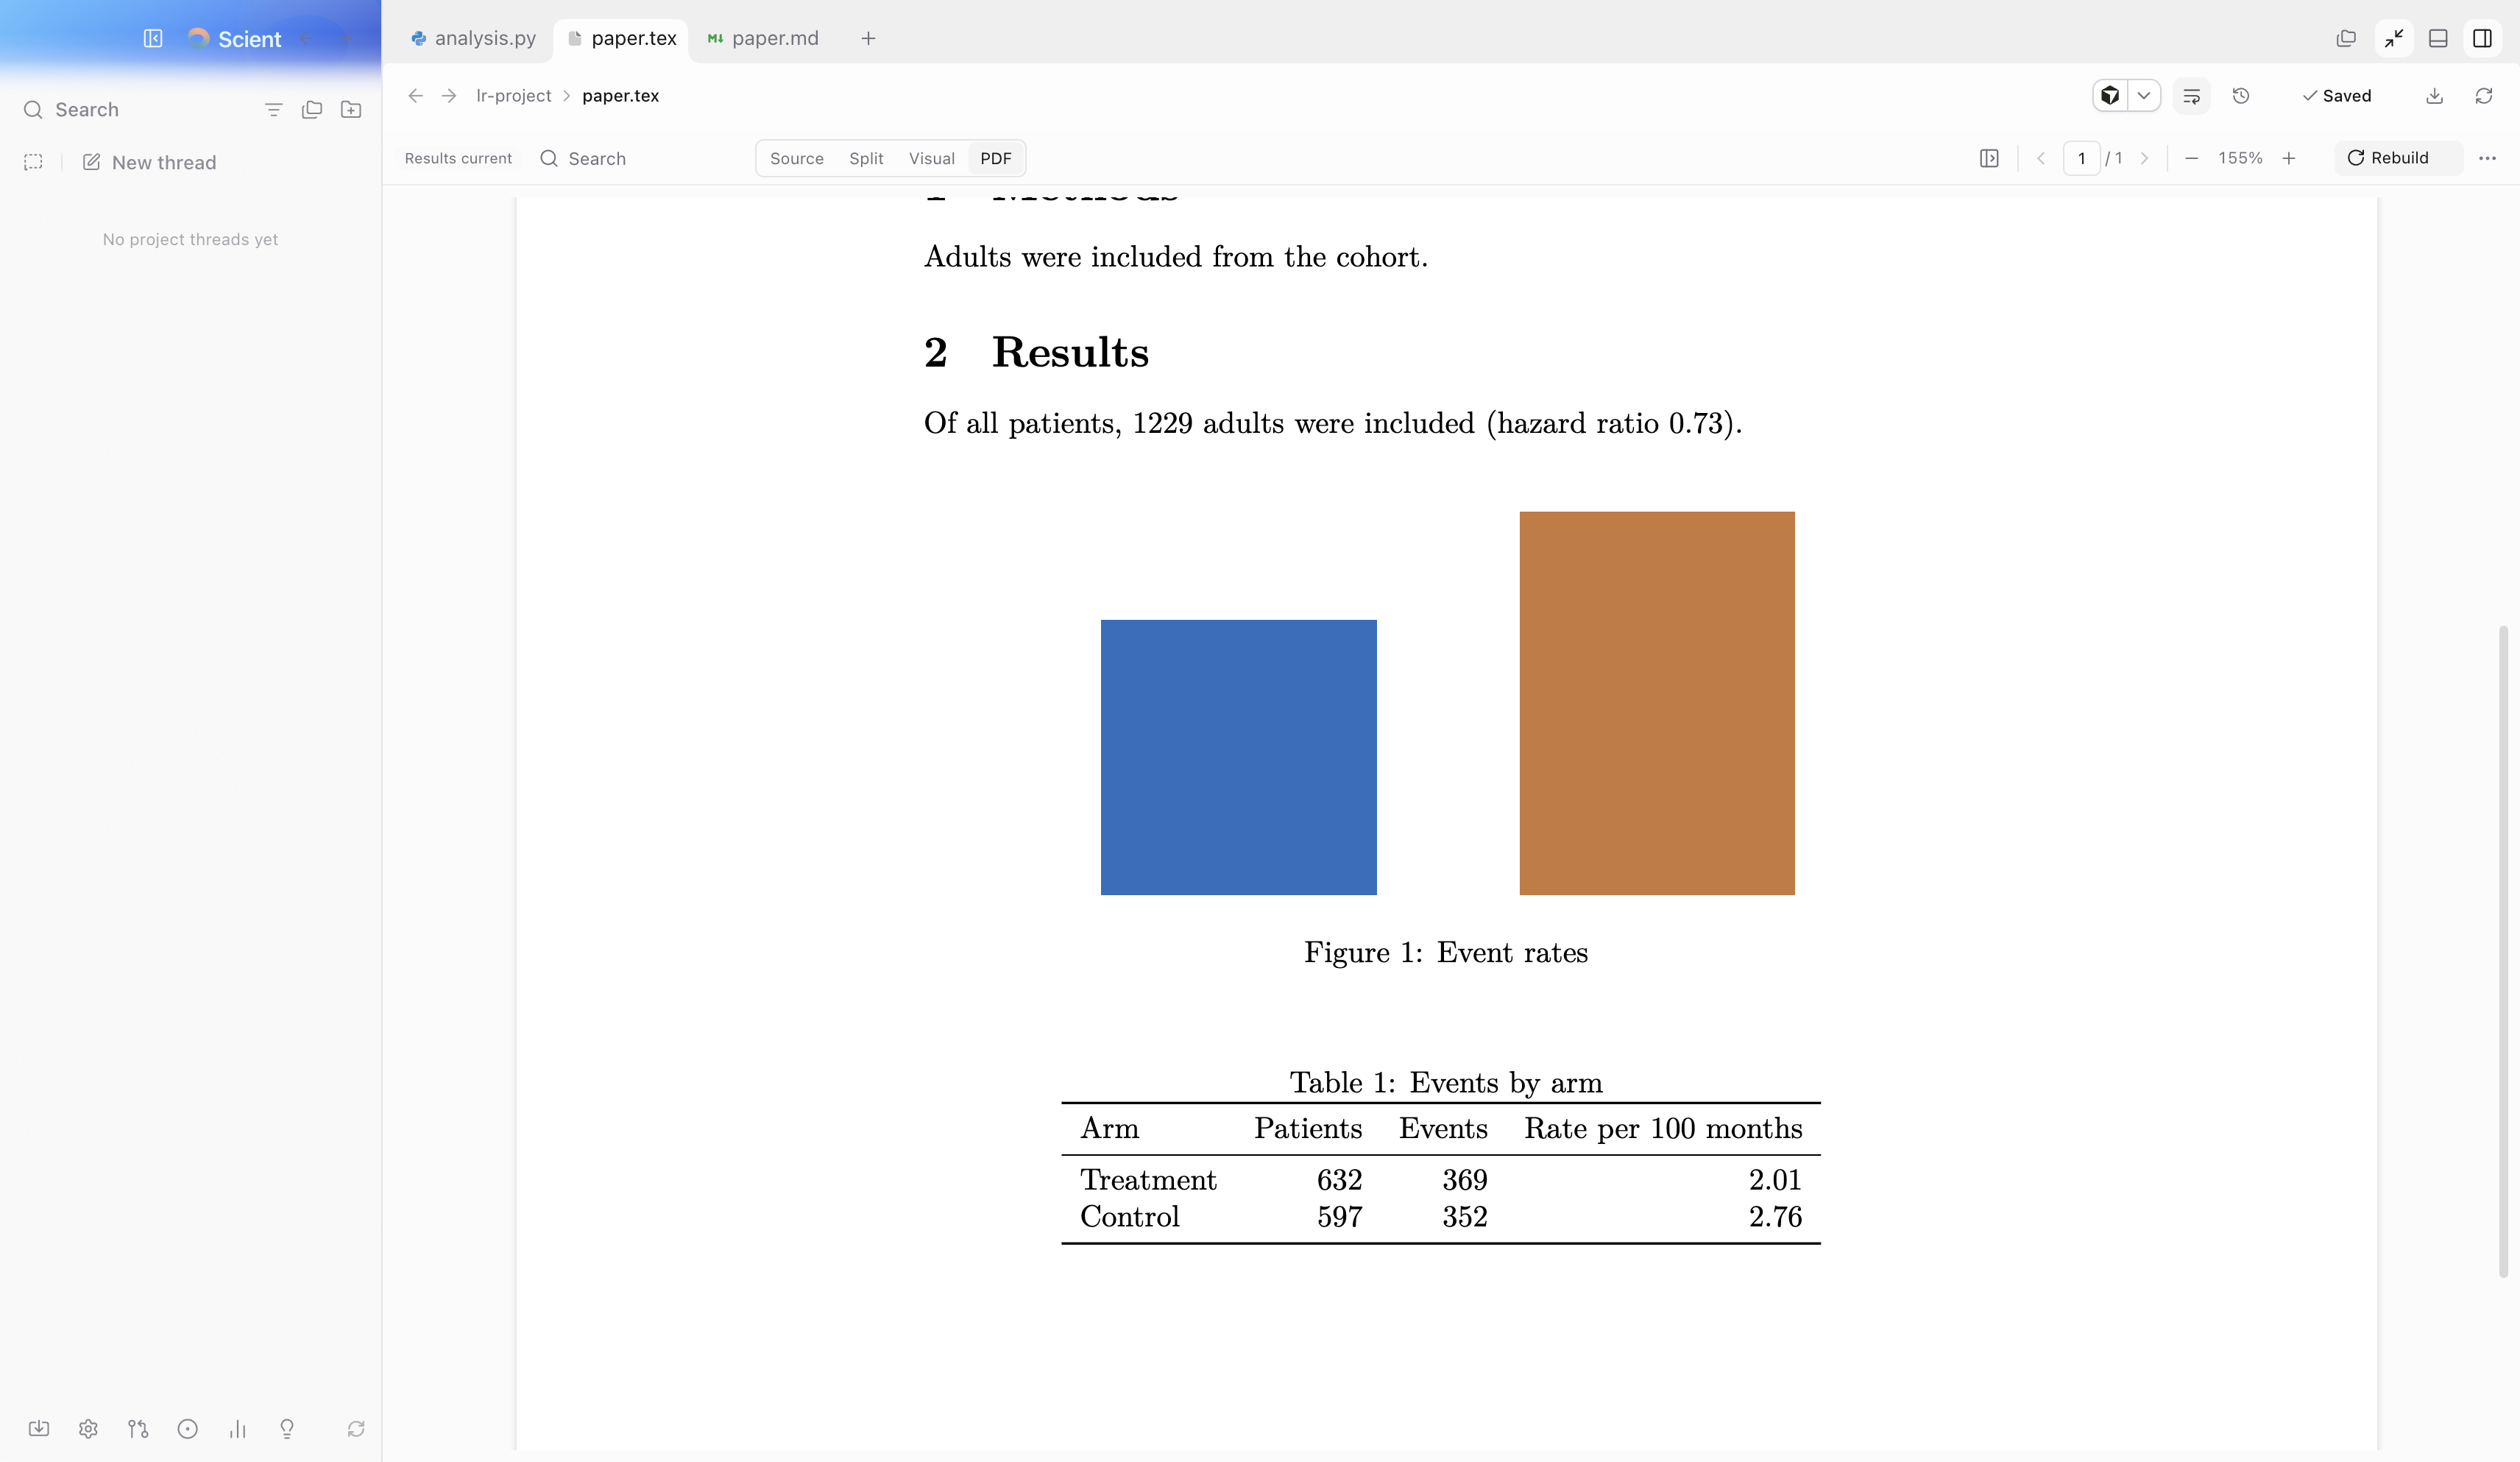 Scient
analysis.py
paper.tex
paper.md
Search
lr-project > paper.tex
Saved
New thread
Results current
Search
Source Split Visual PDF
1 / 1
155%
Rebuild
No project threads yet
1 Methods
Adults were included from the cohort.
2 Results
Of all patients, 1229 adults were included (hazard ratio 0.73).
Figure 1: Event rates
Table 1: Events by arm
Arm Patients Events Rate per 100 months
Treatment 632 369 2.01
Control 597 352 2.76